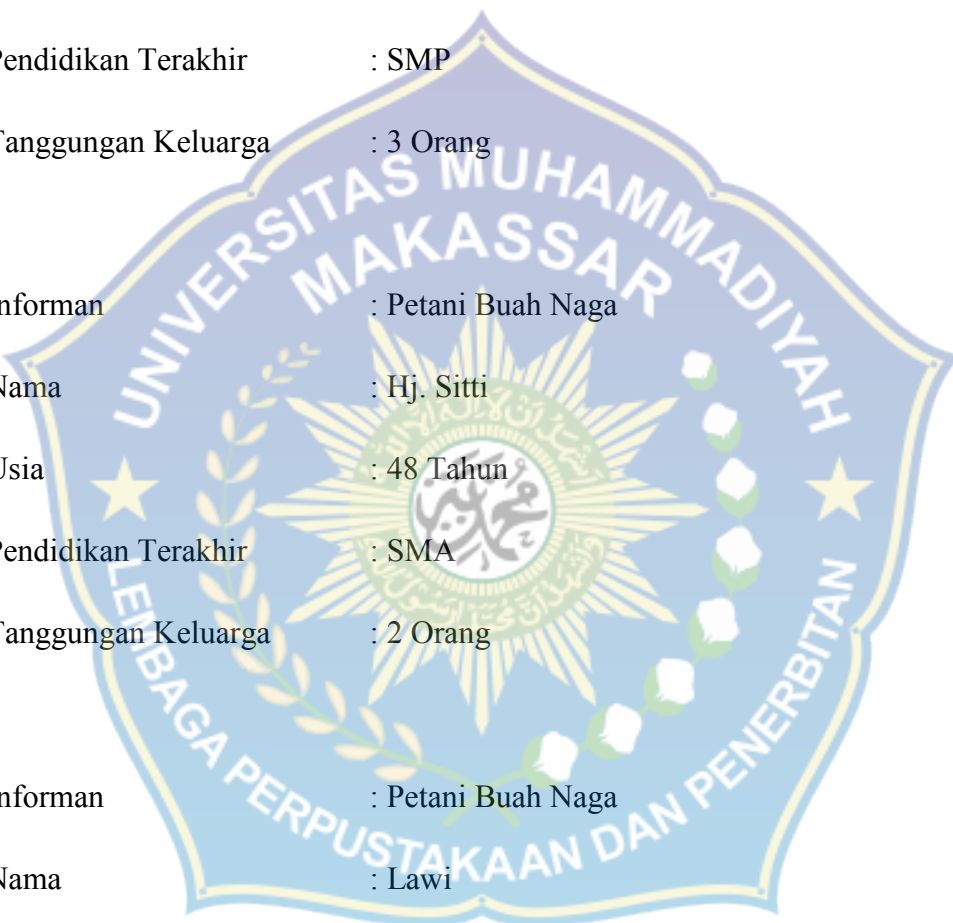 Pendidikan Terakhir : SMP
Tanggungan Keluarga : 3 Orang
UNIVERSITAS MUHAMMADIYAH
MAKASSAR
Informan : Petani Buah Naga
Nama : Hj. Sitti
Usia : 48 Tahun
Pendidikan Terakhir : SMA
Tanggungan Keluarga : 2 Orang
Informan : Petani Buah Naga
Nama : Lawi
LEMBAGA PERPUSTAKAAN DAN PENERBITAN